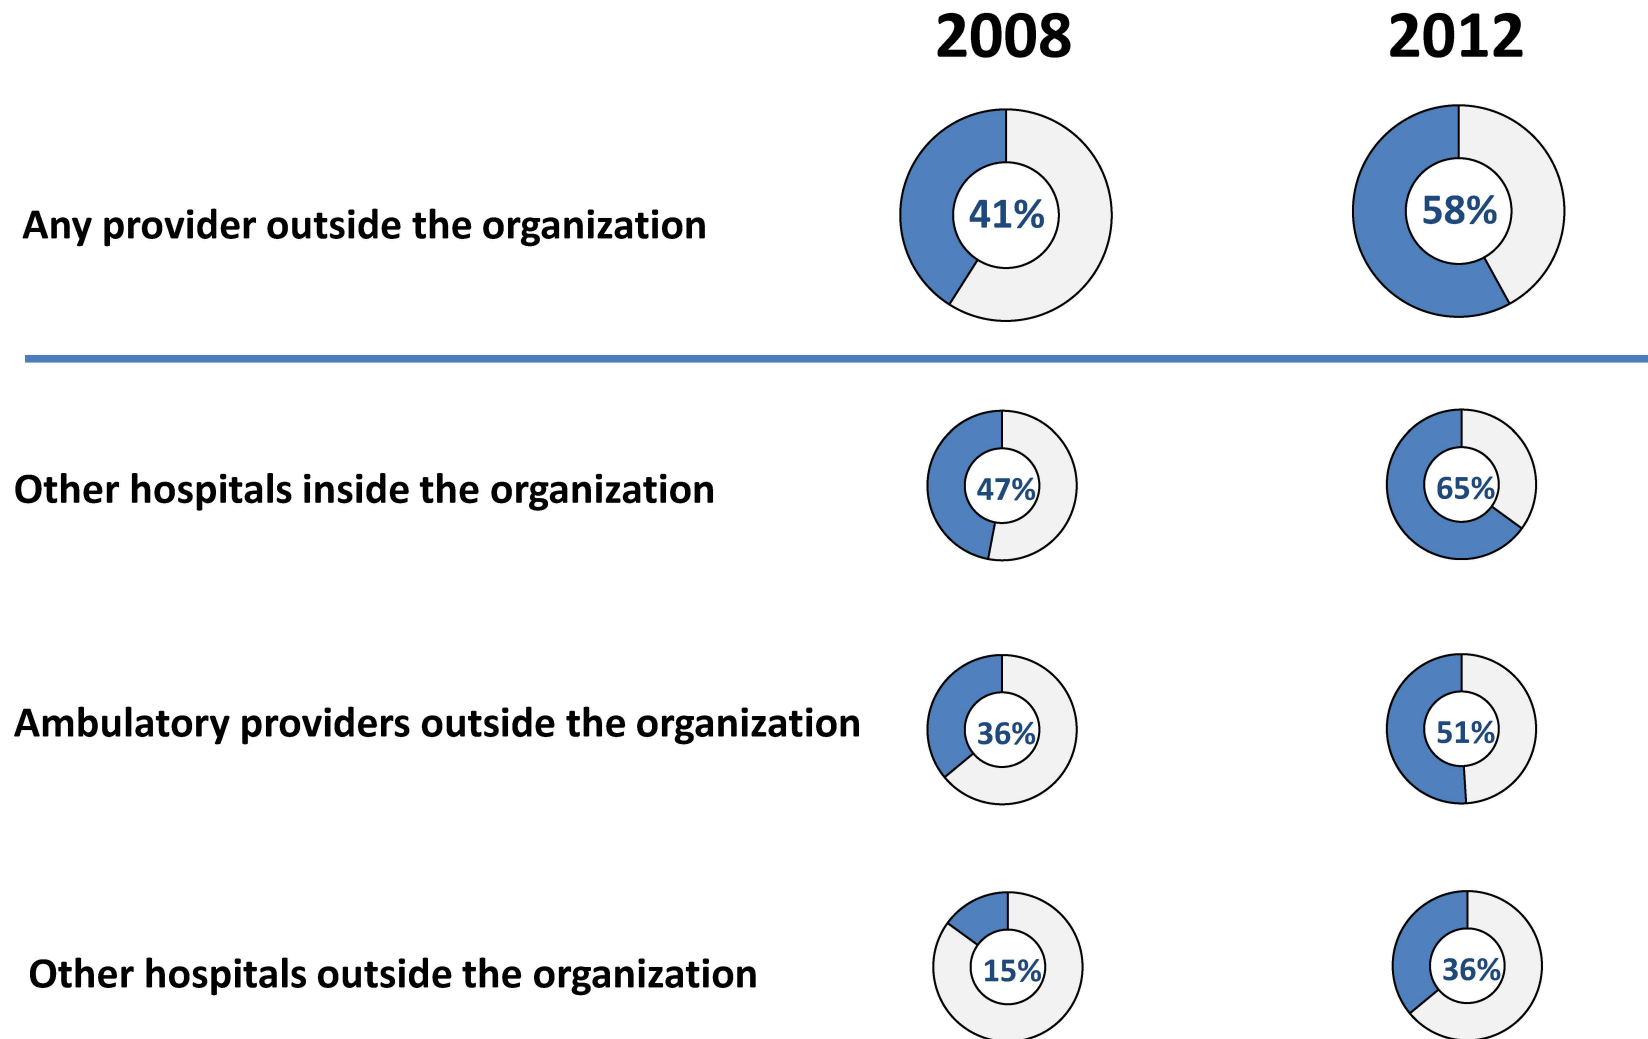 2008 2012
Any provider outside the organization 41% 58%
Other hospitals inside the organization 47% 65%
Ambulatory providers outside the organization 36% 51%
Other hospitals outside the organization 15% 36%